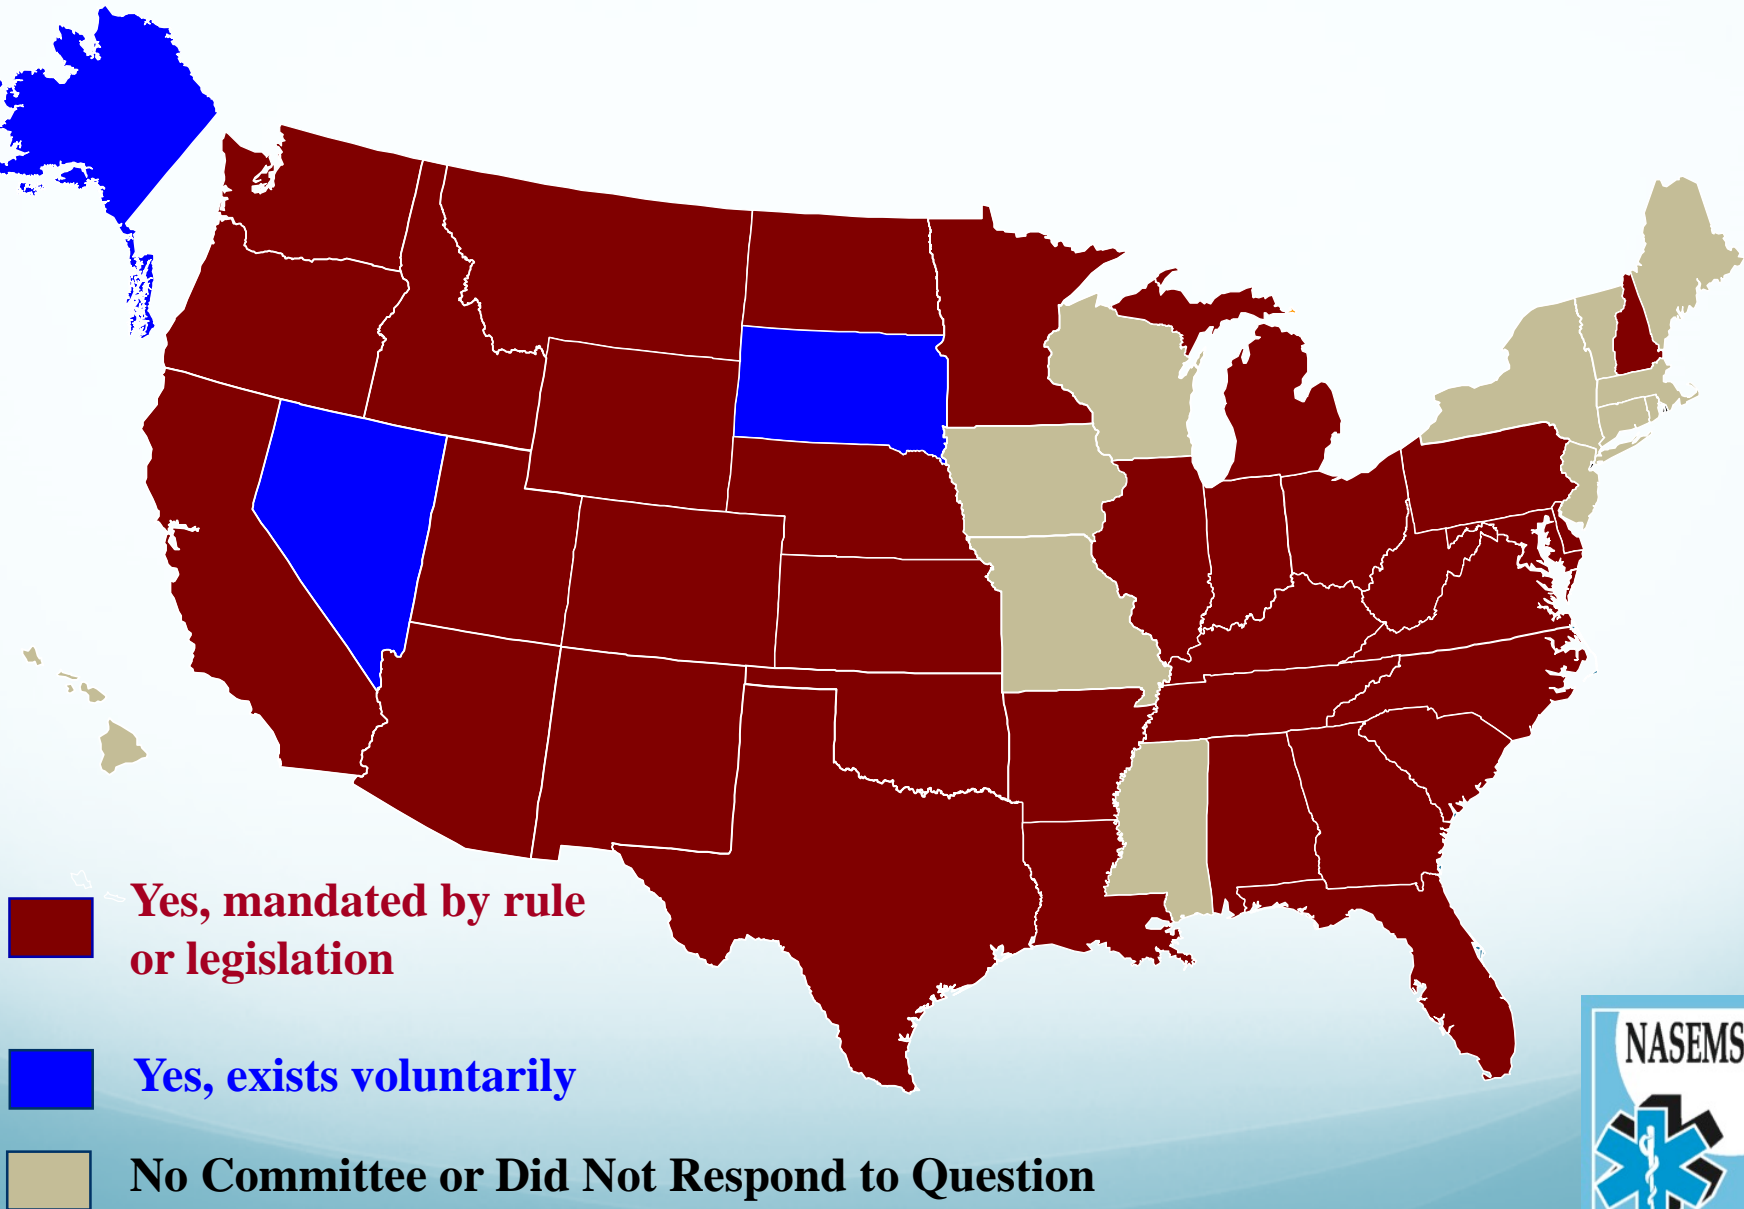 Yes, mandated by rule
or legislation
Yes, exists voluntarily
No Committee or Did Not Respond to Question
NASEMS